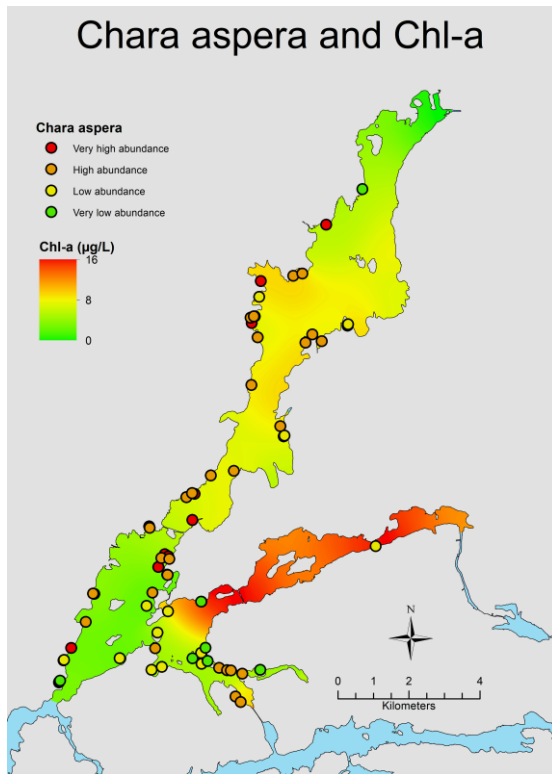 Chara aspera and Chl-a
Chara aspera
Very high abundance
High abundance
Low abundance
Very low abundance
Chl-a (µg/L)
16
8
0
N
0 1 2 4
Kilometers